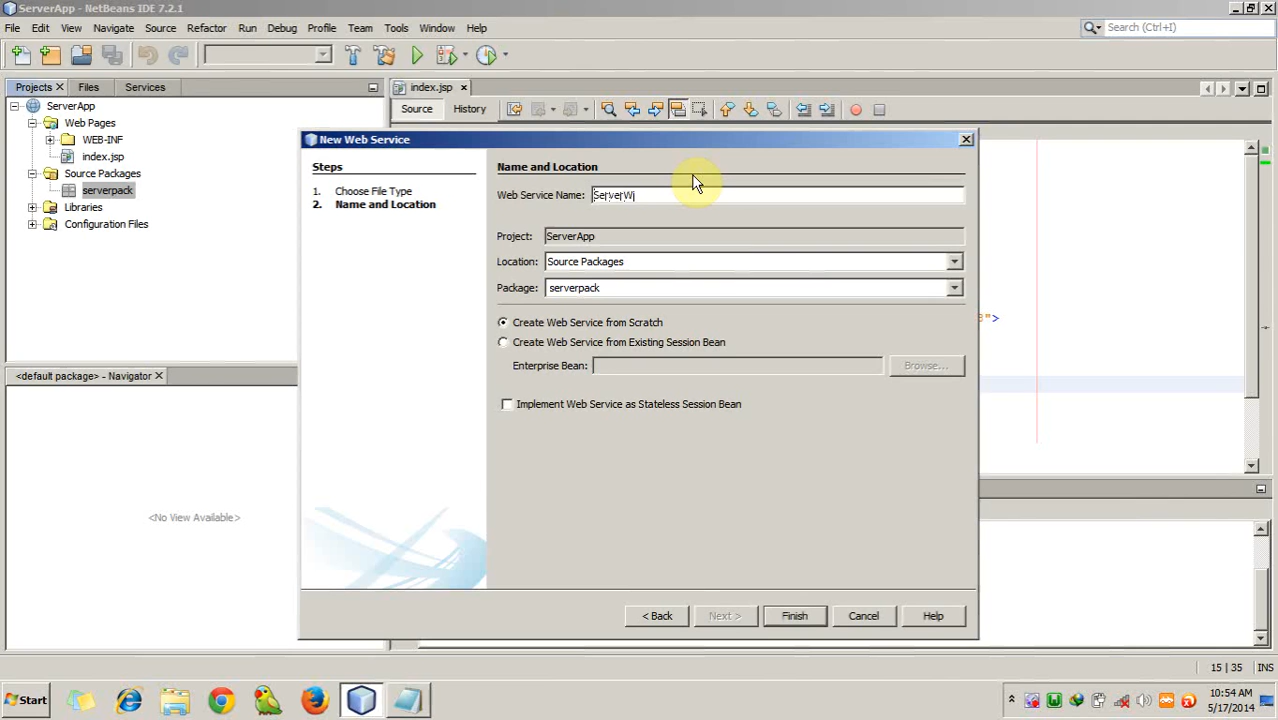 ServerApp - NetBeans IDE 7.2.1
File Edit View Navigate Source Refactor Run Debug Profile Team Tools Window Help
Search (Ctrl+I)
Projects Files Services
index.jsp
ServerApp
Source History
Web Pages
WEB-INF
index.jsp
Source Packages
serverpack
Libraries
Configuration Files
New Web Service
Steps
1. Choose File Type
2. Name and Location
Name and Location
Web Service Name: ServerW
Project: ServerApp
Location: Source Packages
Package: serverpack
Create Web Service from Scratch
Create Web Service from Existing Session Bean
Enterprise Bean:
Browse...
Implement Web Service as Stateless Session Bean
">
<default package> - Navigator
<No View Available>
< Back Next > Finish Cancel Help
15 | 35 INS
Start
10:54 AM
5/17/2014